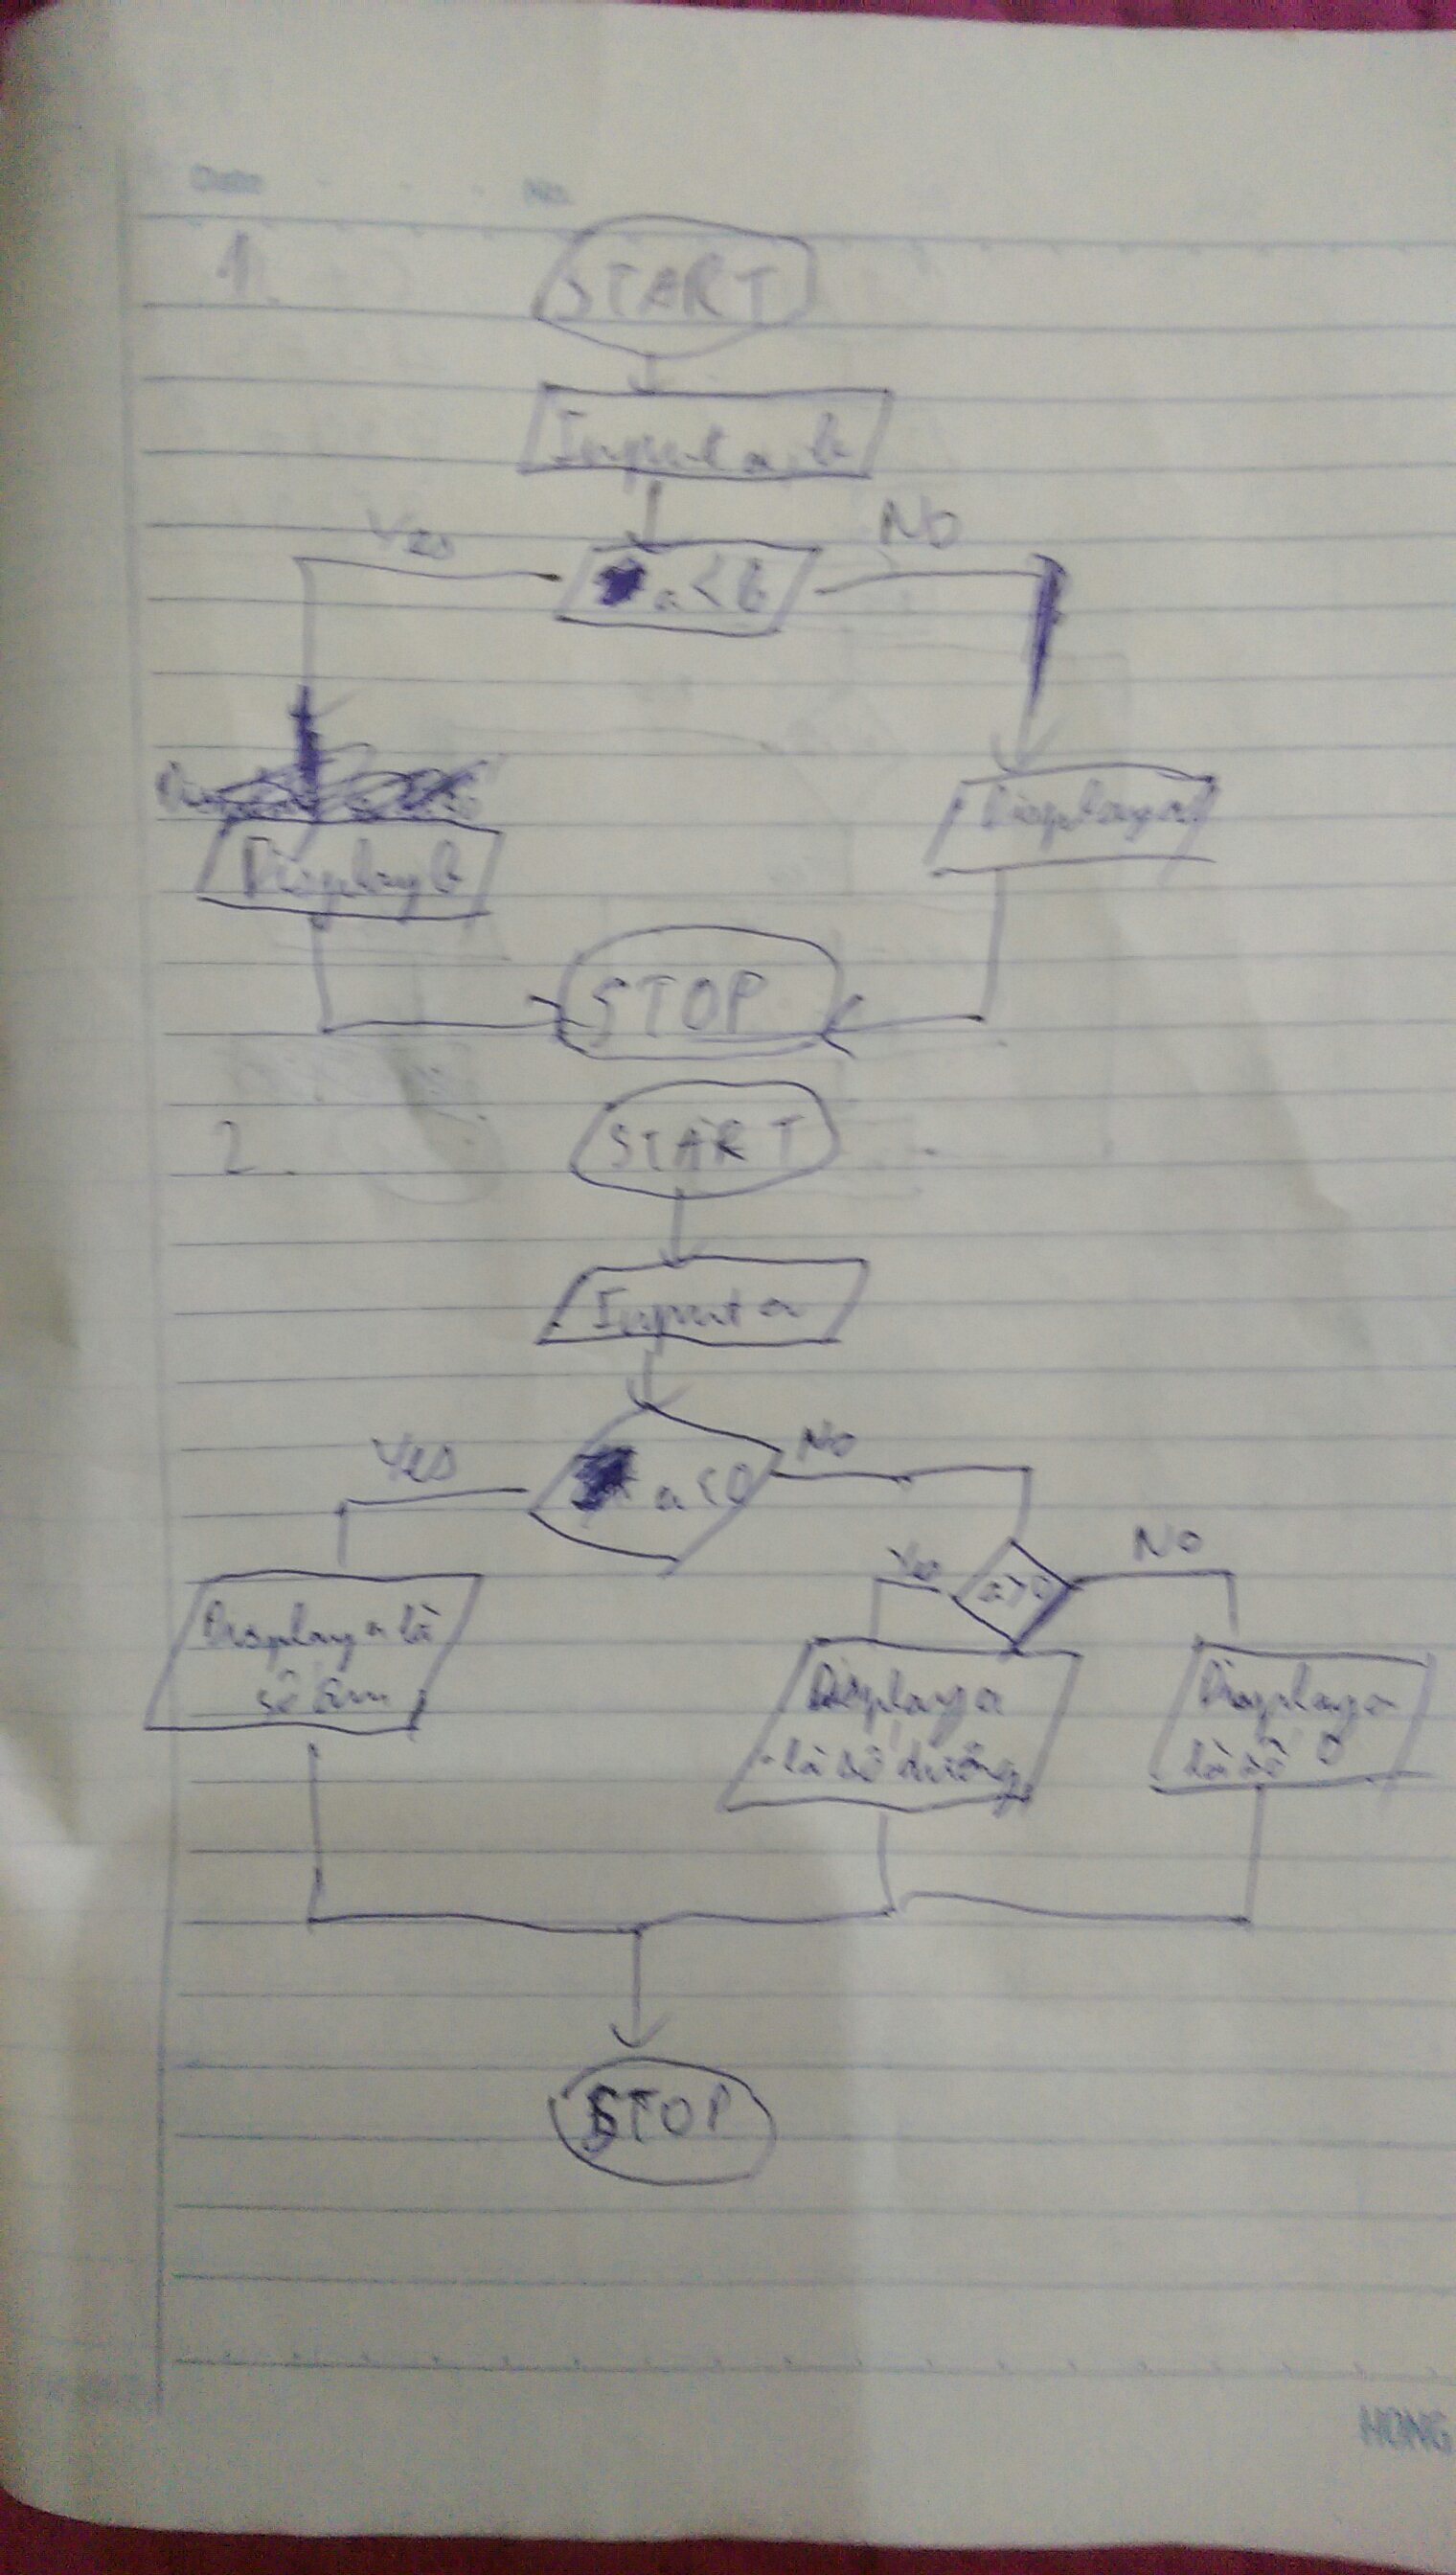 Date No.
1.
START
Input a, b
Yes
NO
a < b
Display a
Display b
STOP
2.
START
Input a
Yes
No
a < 0
Yes
a > 0
No
Display a là
số âm
Display a
là số dương
Display a
là số 0
STOP
HONG